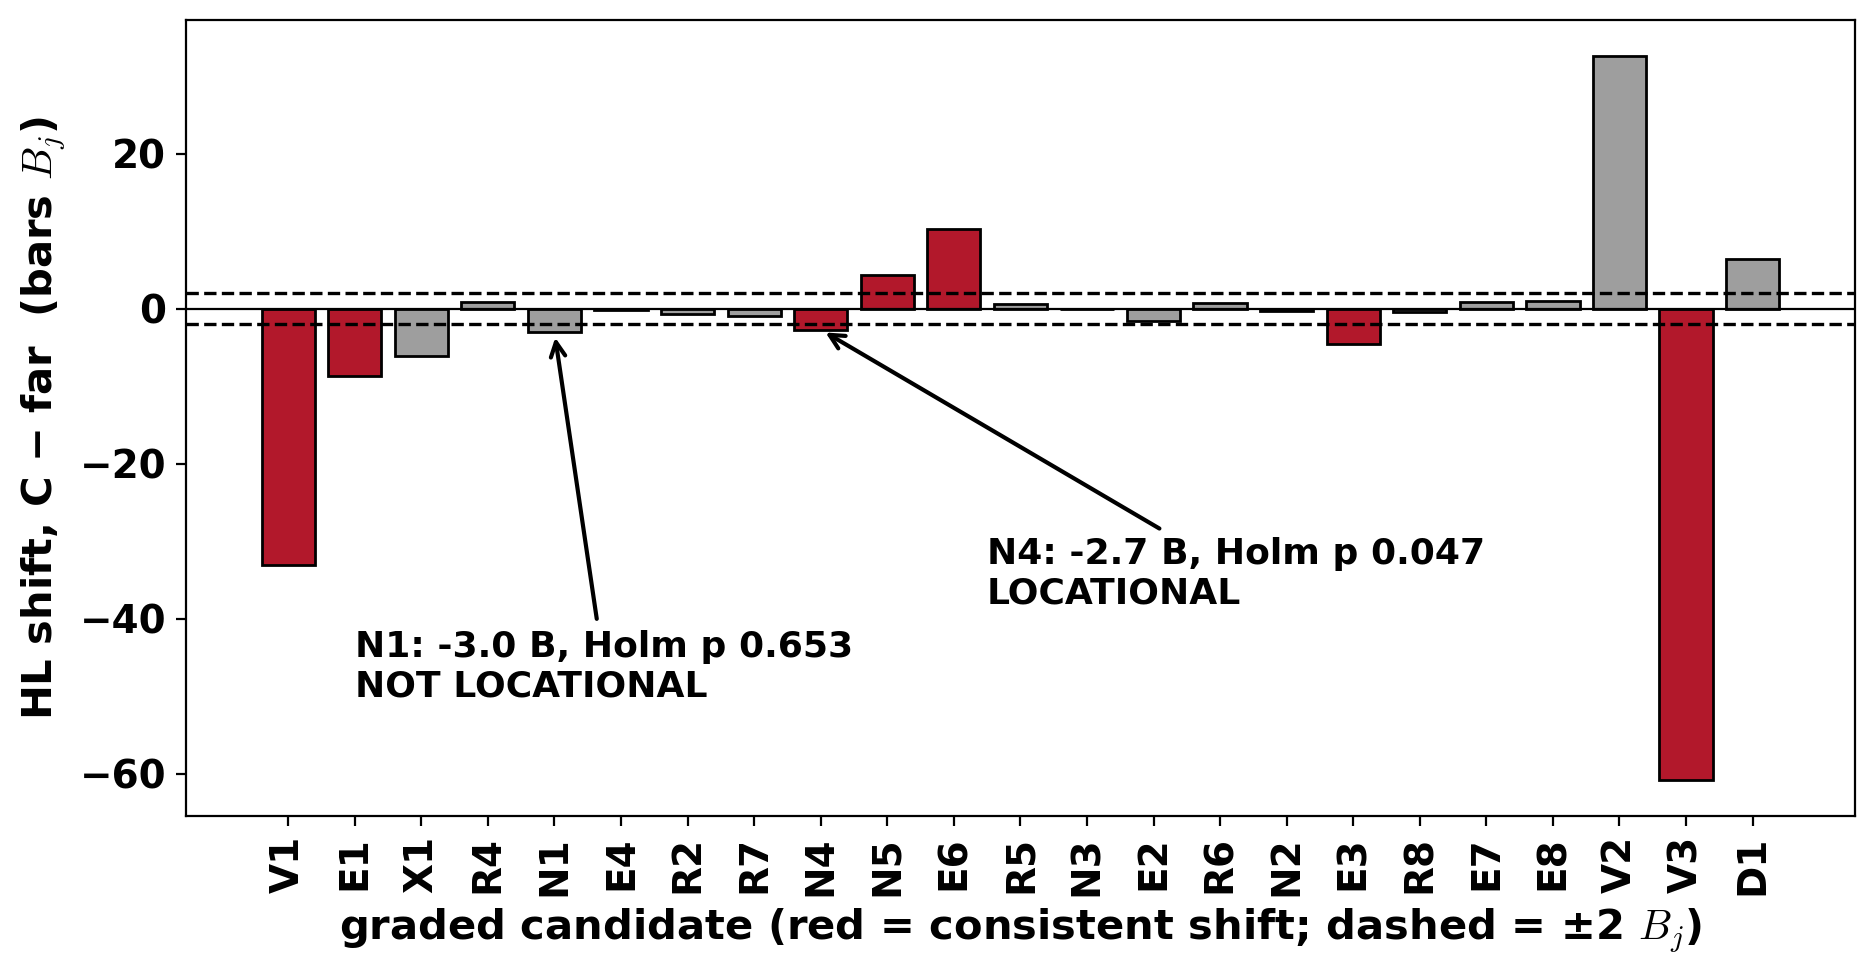 HL shift, C − far (bars Bj)
20
0
−20
−40
−60
N4: -2.7 B, Holm p 0.047
LOCATIONAL
N1: -3.0 B, Holm p 0.653
NOT LOCATIONAL
V1 E1 X1 R4 N1 E4 R2 R7 N4 N5 E6 R5 N3 E2 R6 N2 E3 R8 E7 E8 V2 V3 D1
graded candidate (red = consistent shift; dashed = ±2 Bj)